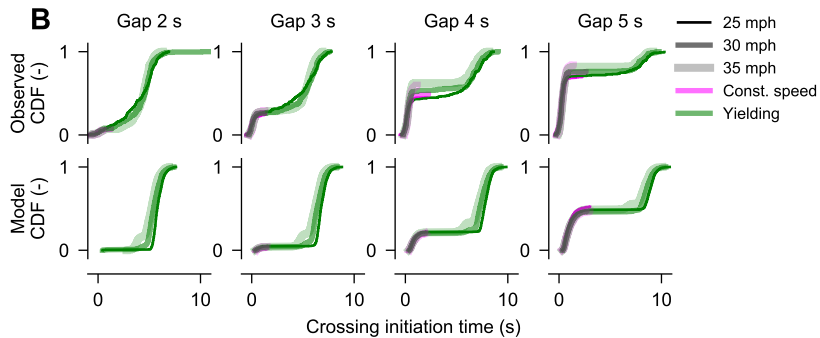 B
Gap 2 s
Gap 3 s
Gap 4 s
Gap 5 s
25 mph
30 mph
35 mph
Const. speed
Yielding
Observed
CDF (-)
1
0
1
0
1
0
1
0
Model
CDF (-)
1
0
1
0
1
0
1
0
0
10
0
10
0
10
0
10
Crossing initiation time (s)